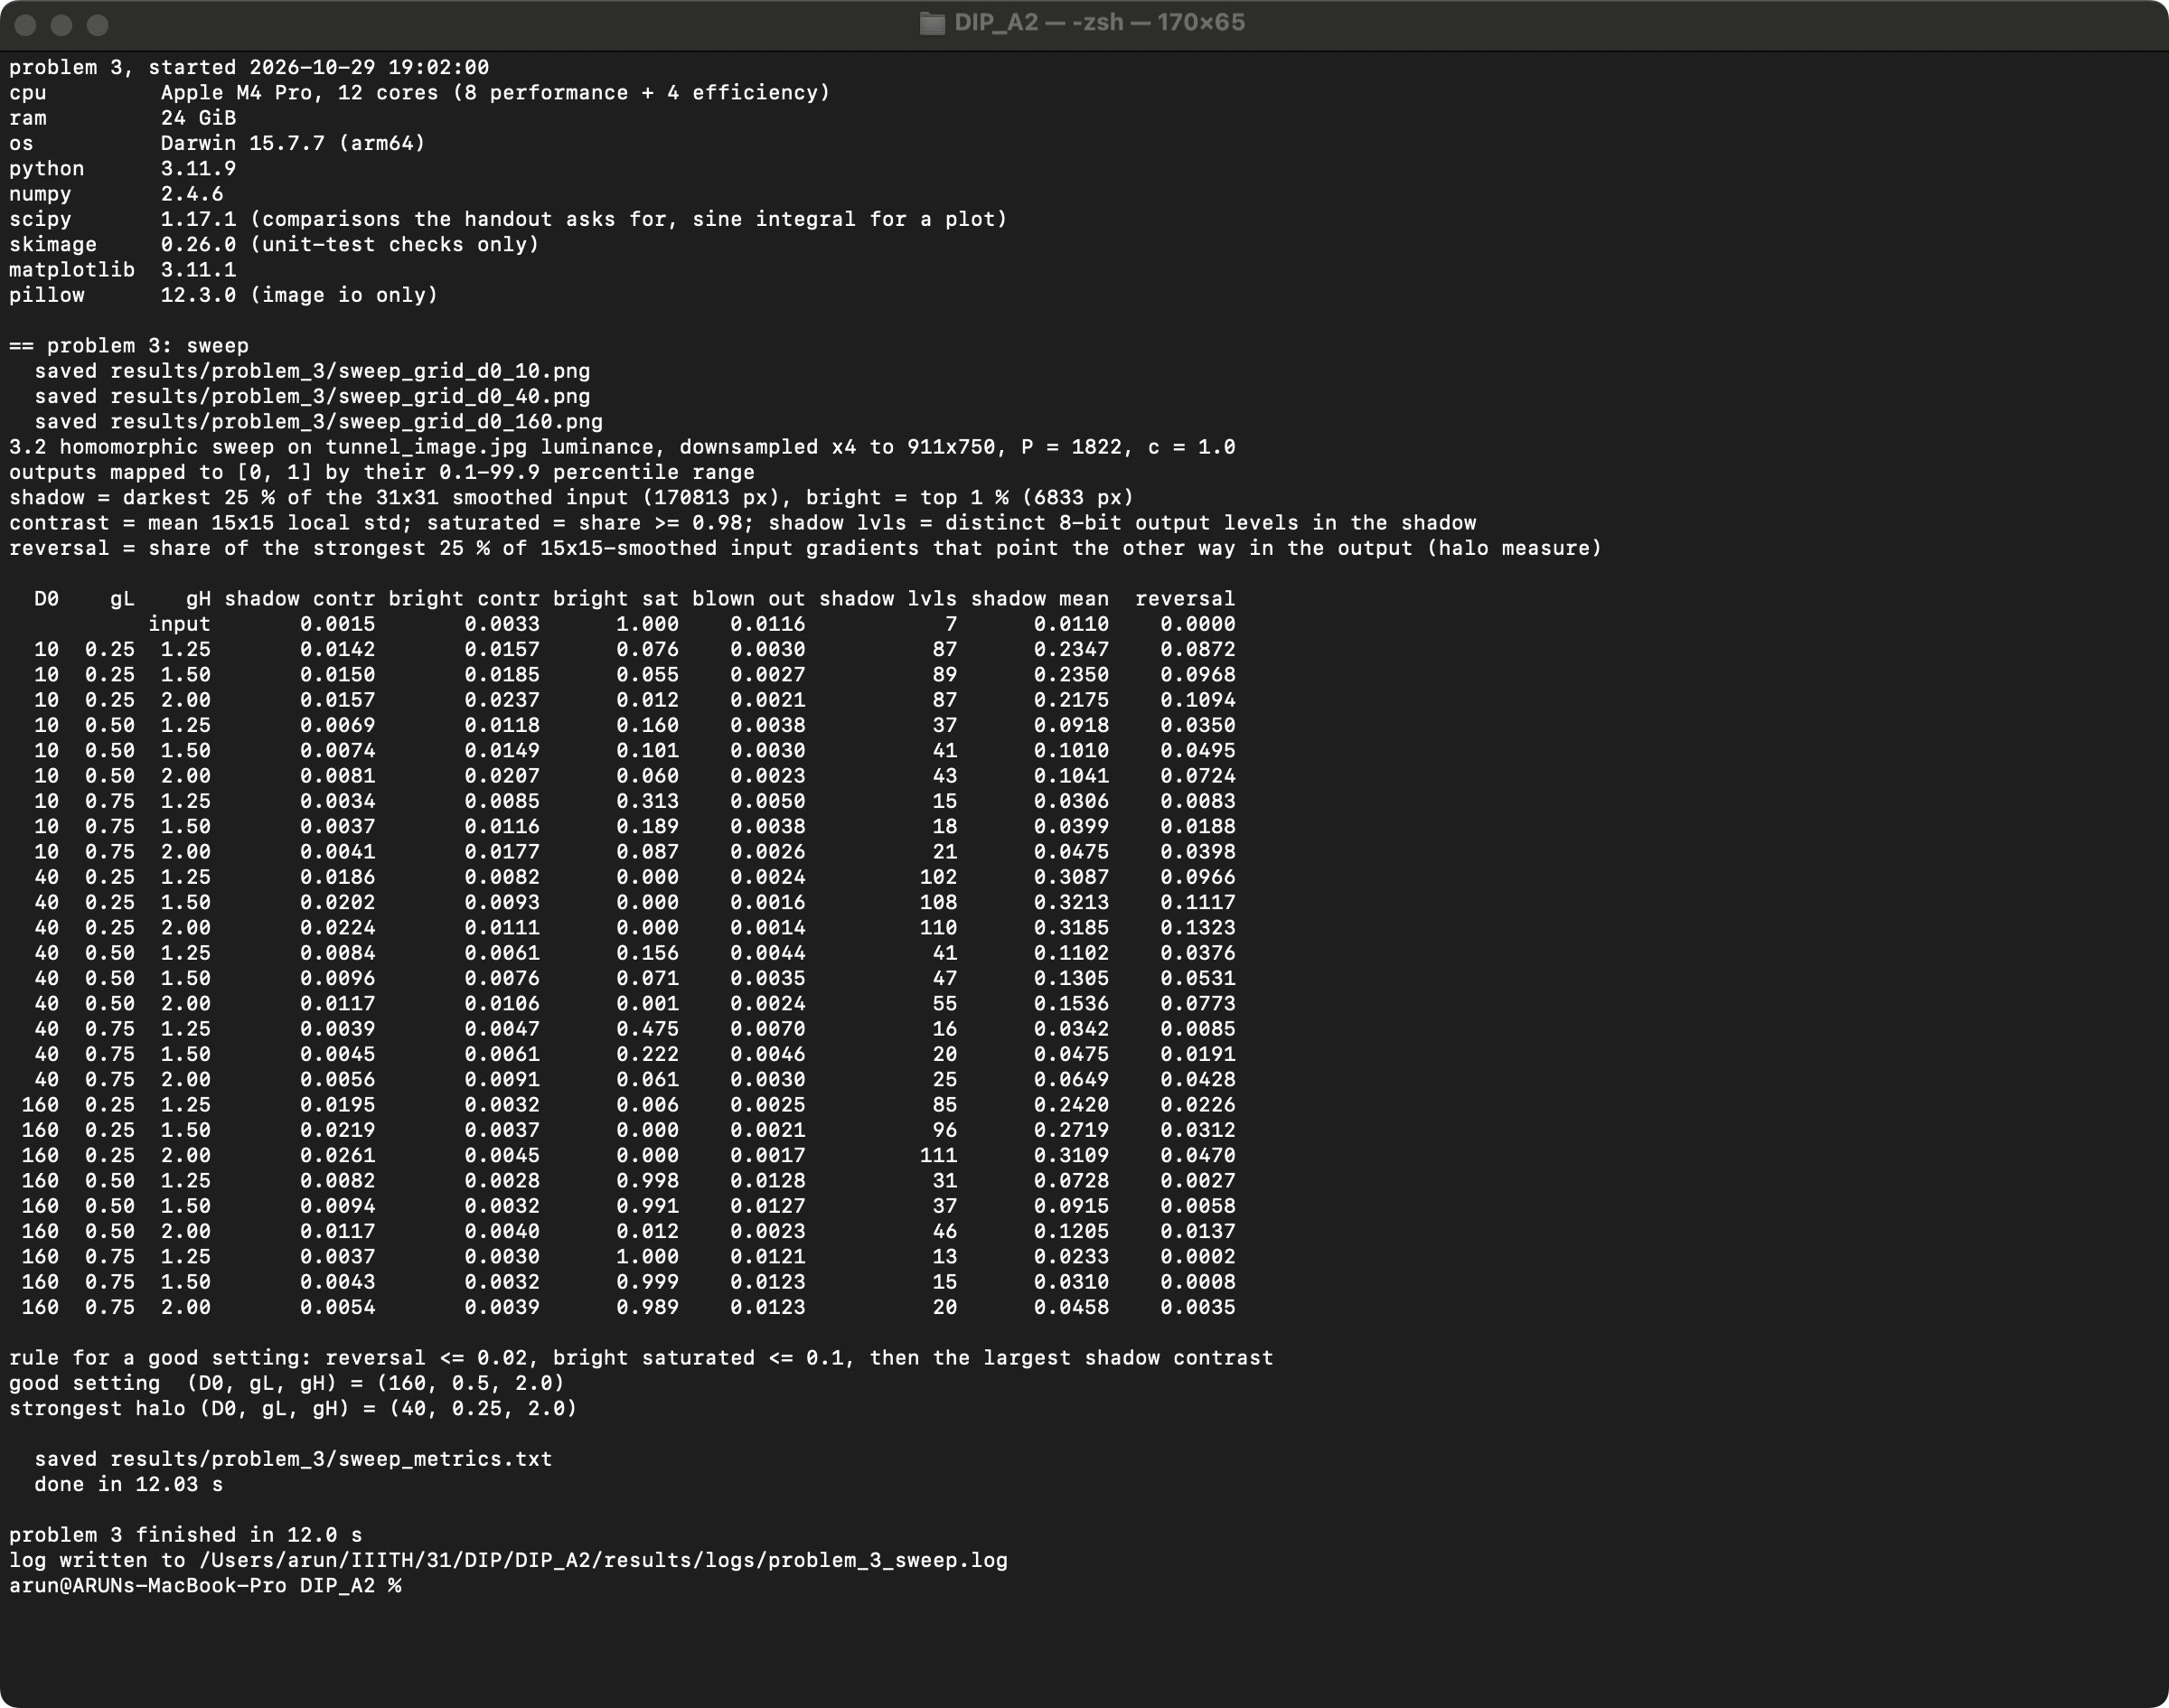 DIP_A2 — -zsh — 170×65
problem 3, started 2026-10-29 19:02:00
cpu         Apple M4 Pro, 12 cores (8 performance + 4 efficiency)
ram         24 GiB
os          Darwin 15.7.7 (arm64)
python      3.11.9
numpy       2.4.6
scipy       1.17.1 (comparisons the handout asks for, sine integral for a plot)
skimage     0.26.0 (unit-test checks only)
matplotlib  3.11.1
pillow      12.3.0 (image io only)
== problem 3: sweep
  saved results/problem_3/sweep_grid_d0_10.png
  saved results/problem_3/sweep_grid_d0_40.png
  saved results/problem_3/sweep_grid_d0_160.png
3.2 homomorphic sweep on tunnel_image.jpg luminance, downsampled x4 to 911x750, P = 1822, c = 1.0
outputs mapped to [0, 1] by their 0.1-99.9 percentile range
shadow = darkest 25 % of the 31x31 smoothed input (170813 px), bright = top 1 % (6833 px)
contrast = mean 15x15 local std; saturated = share >= 0.98; shadow lvls = distinct 8-bit output levels in the shadow
reversal = share of the strongest 25 % of 15x15-smoothed input gradients that point the other way in the output (halo measure)
  D0    gL    gH shadow contr bright contr bright sat blown out shadow lvls shadow mean  reversal
           input       0.0015       0.0033      1.000    0.0116           7      0.0110    0.0000
  10  0.25  1.25       0.0142       0.0157      0.076    0.0030          87      0.2347    0.0872
  10  0.25  1.50       0.0150       0.0185      0.055    0.0027          89      0.2350    0.0968
  10  0.25  2.00       0.0157       0.0237      0.012    0.0021          87      0.2175    0.1094
  10  0.50  1.25       0.0069       0.0118      0.160    0.0038          37      0.0918    0.0350
  10  0.50  1.50       0.0074       0.0149      0.101    0.0030          41      0.1010    0.0495
  10  0.50  2.00       0.0081       0.0207      0.060    0.0023          43      0.1041    0.0724
  10  0.75  1.25       0.0034       0.0085      0.313    0.0050          15      0.0306    0.0083
  10  0.75  1.50       0.0037       0.0116      0.189    0.0038          18      0.0399    0.0188
  10  0.75  2.00       0.0041       0.0177      0.087    0.0026          21      0.0475    0.0398
  40  0.25  1.25       0.0186       0.0082      0.000    0.0024         102      0.3087    0.0966
  40  0.25  1.50       0.0202       0.0093      0.000    0.0016         108      0.3213    0.1117
  40  0.25  2.00       0.0224       0.0111      0.000    0.0014         110      0.3185    0.1323
  40  0.50  1.25       0.0084       0.0061      0.156    0.0044          41      0.1102    0.0376
  40  0.50  1.50       0.0096       0.0076      0.071    0.0035          47      0.1305    0.0531
  40  0.50  2.00       0.0117       0.0106      0.001    0.0024          55      0.1536    0.0773
  40  0.75  1.25       0.0039       0.0047      0.475    0.0070          16      0.0342    0.0085
  40  0.75  1.50       0.0045       0.0061      0.222    0.0046          20      0.0475    0.0191
  40  0.75  2.00       0.0056       0.0091      0.061    0.0030          25      0.0649    0.0428
 160  0.25  1.25       0.0195       0.0032      0.006    0.0025          85      0.2420    0.0226
 160  0.25  1.50       0.0219       0.0037      0.000    0.0021          96      0.2719    0.0312
 160  0.25  2.00       0.0261       0.0045      0.000    0.0017         111      0.3109    0.0470
 160  0.50  1.25       0.0082       0.0028      0.998    0.0128          31      0.0728    0.0027
 160  0.50  1.50       0.0094       0.0032      0.991    0.0127          37      0.0915    0.0058
 160  0.50  2.00       0.0117       0.0040      0.012    0.0023          46      0.1205    0.0137
 160  0.75  1.25       0.0037       0.0030      1.000    0.0121          13      0.0233    0.0002
 160  0.75  1.50       0.0043       0.0032      0.999    0.0123          15      0.0310    0.0008
 160  0.75  2.00       0.0054       0.0039      0.989    0.0123          20      0.0458    0.0035
rule for a good setting: reversal <= 0.02, bright saturated <= 0.1, then the largest shadow contrast
good setting  (D0, gL, gH) = (160, 0.5, 2.0)
strongest halo (D0, gL, gH) = (40, 0.25, 2.0)
  saved results/problem_3/sweep_metrics.txt
  done in 12.03 s
problem 3 finished in 12.0 s
log written to /Users/arun/IIITH/31/DIP/DIP_A2/results/logs/problem_3_sweep.log
arun@ARUNs-MacBook-Pro DIP_A2 %